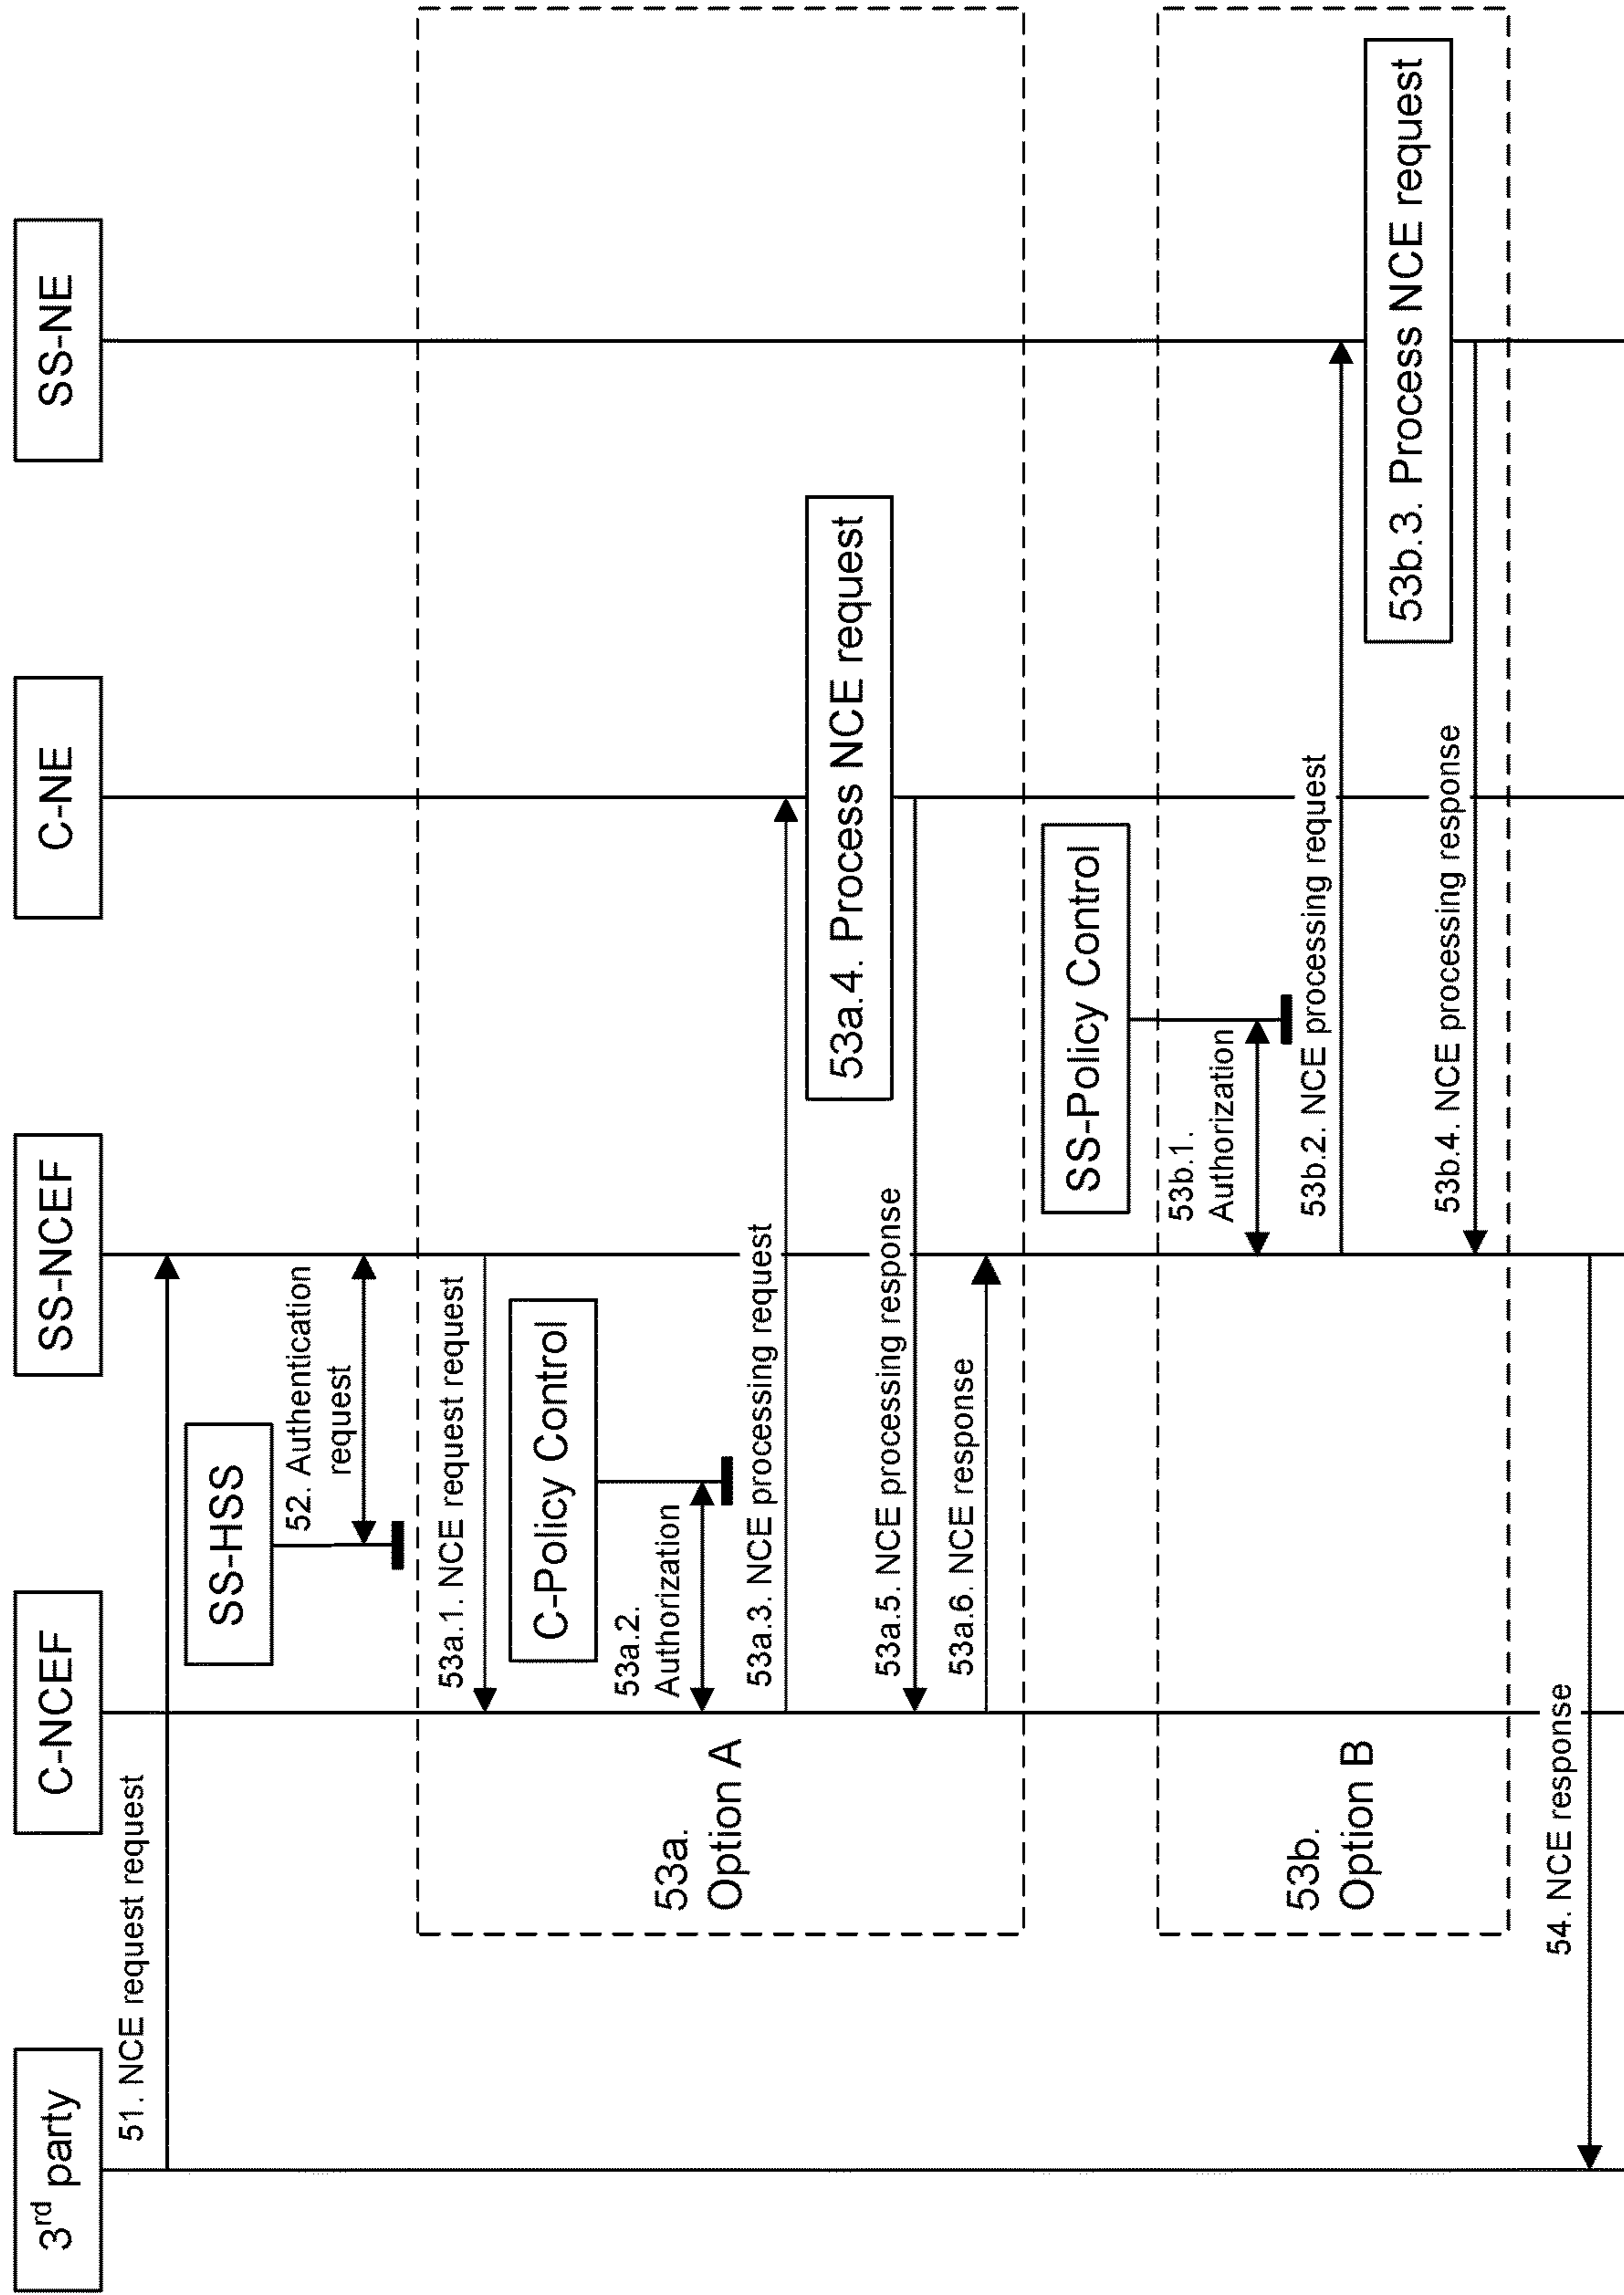 3rd party
C-NCEF
SS-NCEF
C-NE
SS-NE
51. NCE request request
SS-HSS
52. Authentication
request
53a.
Option A
53a.1. NCE request request
C-Policy Control
53a.2.
Authorization
53a.3. NCE processing request
53a.4. Process NCE request
53a.5. NCE processing response
53a.6. NCE response
SS-Policy Control
53b.
Option B
53b.1.
Authorization
53b.2. NCE processing request
53b.3. Process NCE request
53b.4. NCE processing response
54. NCE response